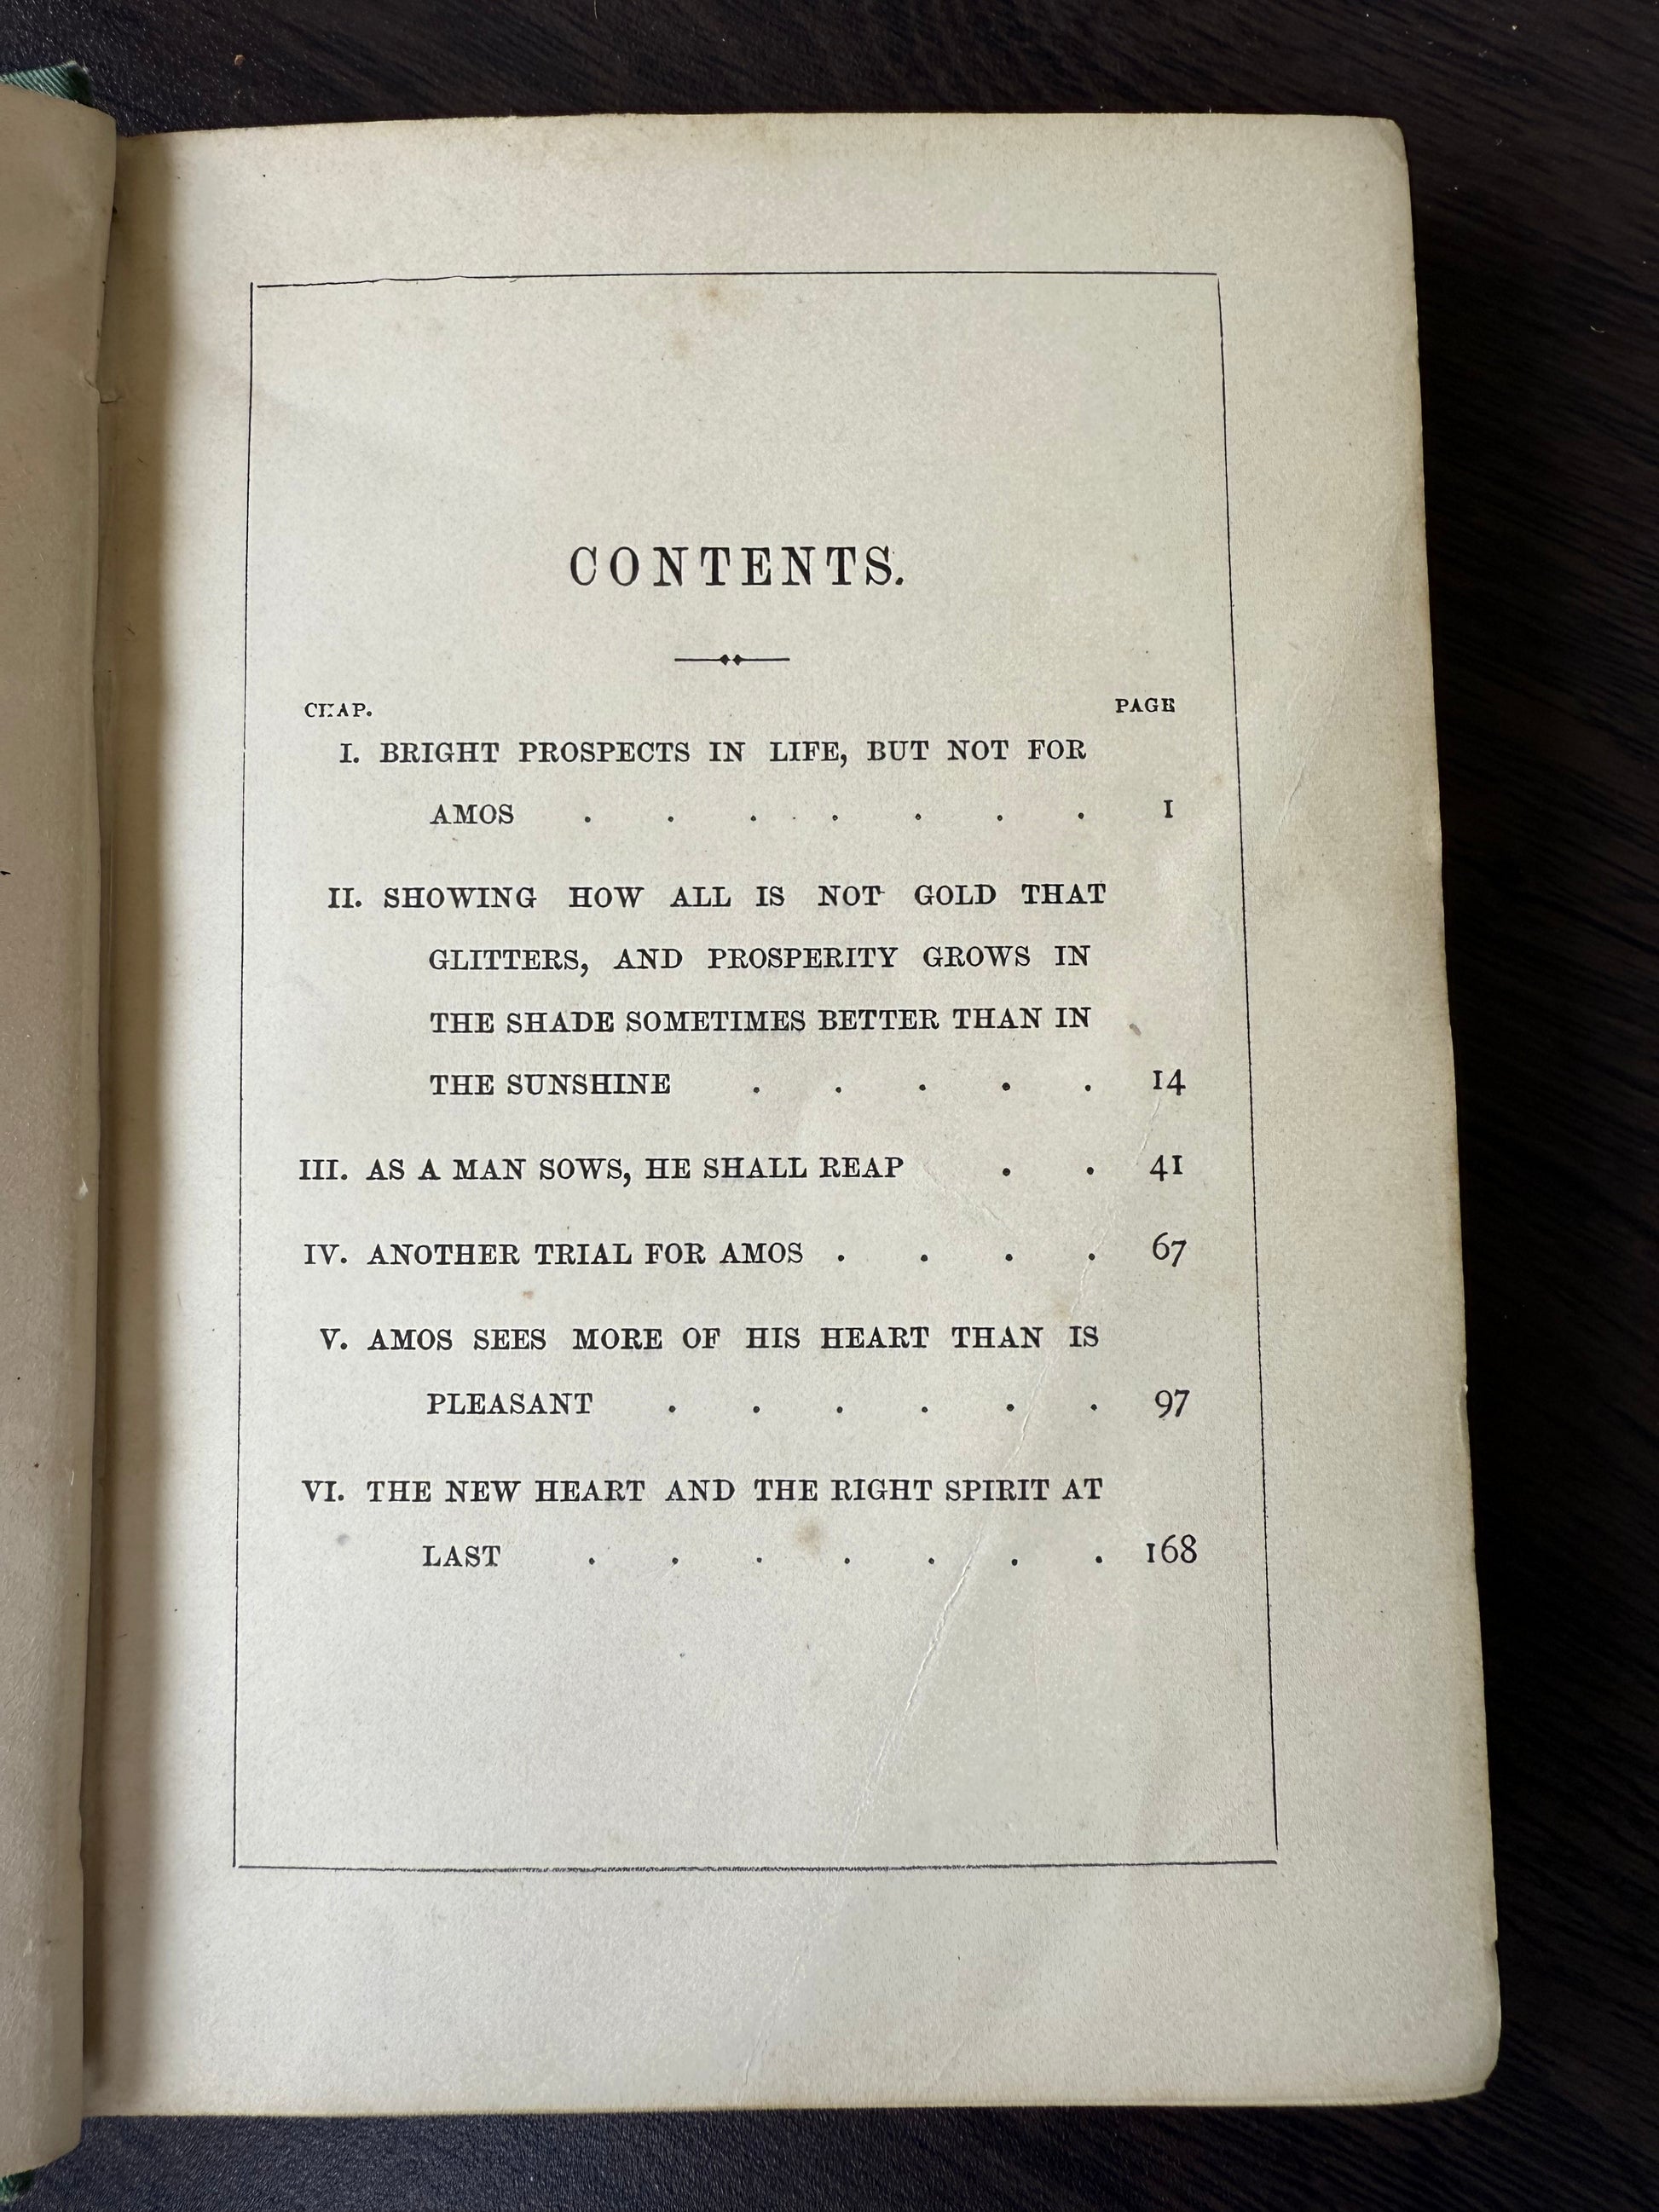 CONTENTS.
CHAP. PAGE
I. BRIGHT PROSPECTS IN LIFE, BUT NOT FOR
AMOS . . . . . . . 1
II. SHOWING HOW ALL IS NOT GOLD THAT
GLITTERS, AND PROSPERITY GROWS IN
THE SHADE SOMETIMES BETTER THAN IN
THE SUNSHINE . . . . . 14
III. AS A MAN SOWS, HE SHALL REAP . . 41
IV. ANOTHER TRIAL FOR AMOS . . . . 67
V. AMOS SEES MORE OF HIS HEART THAN IS
PLEASANT . . . . . . 97
VI. THE NEW HEART AND THE RIGHT SPIRIT AT
LAST . . . . . . . 168